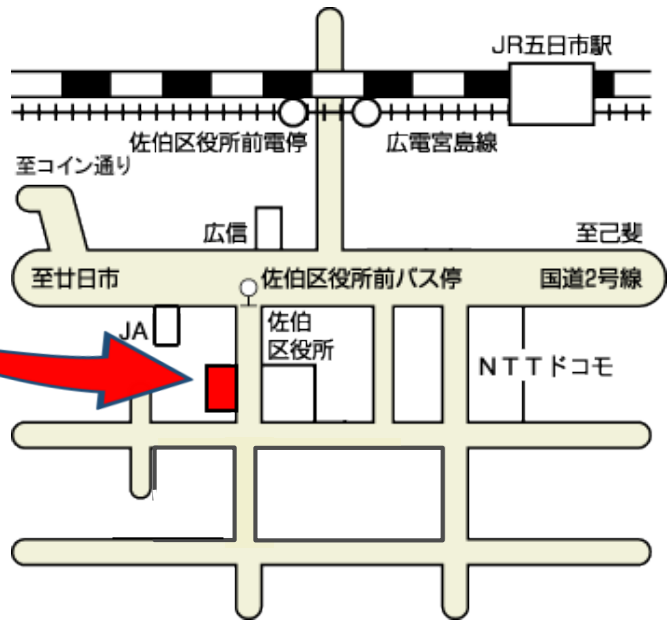 JR五日市駅
佐伯区役所前電停
広電宮島線
至コイン通り
広信
至己斐
至廿日市
佐伯区役所前バス停
国道2号線
JA
佐伯
区役所
NTTドコモ